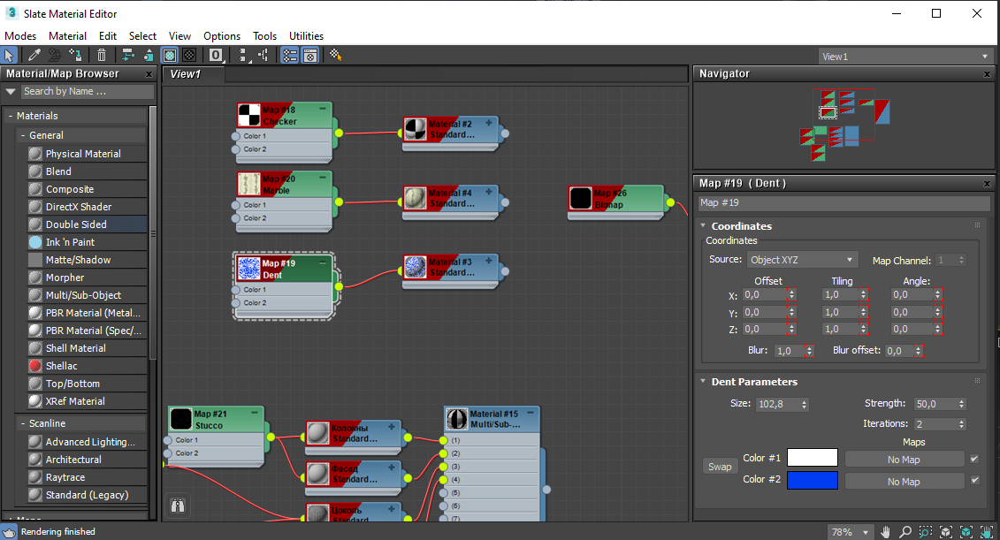 Slate Material Editor
Modes Material Edit Select View Options Tools Utilities
View1
Material/Map Browser
Search by Name ...
- Materials
- General
Physical Material
Blend
Composite
DirectX Shader
Double Sided
Ink 'n Paint
Matte/Shadow
Morpher
Multi/Sub-Object
PBR Material (Metal...
PBR Material (Spec/...
Shell Material
Shellac
Top/Bottom
XRef Material
- Scanline
Advanced Lighting...
Architectural
Raytrace
Standard (Legacy)
- Maps
View1
Map #18
Checker
Color 1
Color 2
Material #2
Standard...
Map #20
Marble
Color 1
Color 2
Material #4
Standard...
Map #26
Bitmap
Map #19
Dent
Color 1
Color 2
Material #3
Standard...
Map #21
Stucco
Color 1
Color 2
Колонны
Standard...
Фасад
Standard...
Цоколь
Standard...
Material #15
Multi/Sub-...
(1)
(2)
(3)
(4)
(5)
(6)
(7)
Navigator
Map #19 ( Dent )
Map #19
Coordinates
Coordinates
Source: Object XYZ Map Channel: 1
Offset Tiling Angle:
X: 0,0 1,0 0,0
Y: 0,0 1,0 0,0
Z: 0,0 1,0 0,0
Blur: 1,0 Blur offset: 0,0
Dent Parameters
Size: 102,8 Strength: 50,0
Iterations: 2
Maps
Swap
Color #1 No Map
Color #2 No Map
Rendering finished
78%